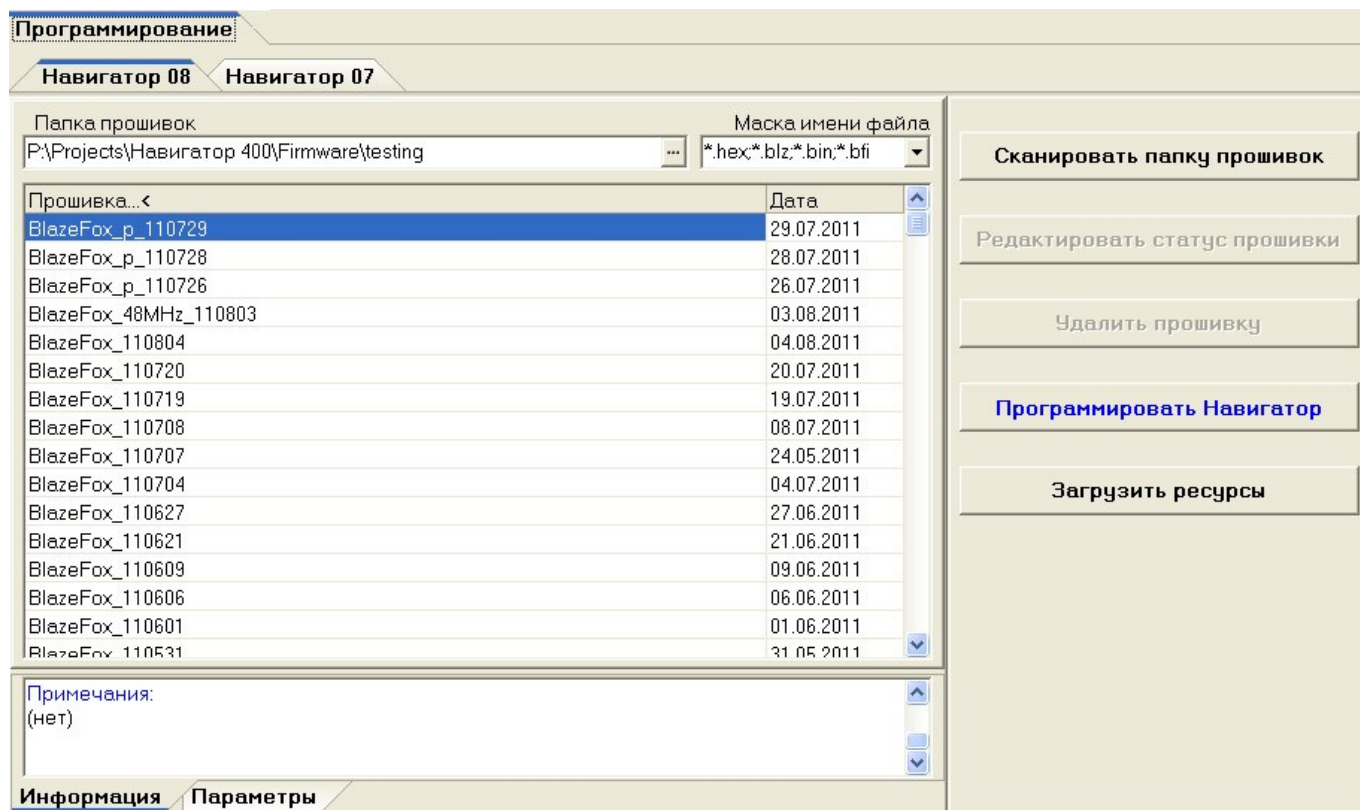 Программирование
Навигатор 08 Навигатор 07
Папка прошивок Маска имени файла
P:\Projects\Навигатор 400\Firmware\testing ... *.hex;*.blz;*.bin;*.bfi
Прошивка...< Дата
BlazeFox_p_110729 29.07.2011
BlazeFox_p_110728 28.07.2011
BlazeFox_p_110726 26.07.2011
BlazeFox_48MHz_110803 03.08.2011
BlazeFox_110804 04.08.2011
BlazeFox_110720 20.07.2011
BlazeFox_110719 19.07.2011
BlazeFox_110708 08.07.2011
BlazeFox_110707 24.05.2011
BlazeFox_110704 04.07.2011
BlazeFox_110627 27.06.2011
BlazeFox_110621 21.06.2011
BlazeFox_110609 09.06.2011
BlazeFox_110606 06.06.2011
BlazeFox_110601 01.06.2011
BlazeFox_110531 31.05.2011
Примечания:
(нет)
Информация Параметры
Сканировать папку прошивок
Редактировать статус прошивки
Удалить прошивку
Программировать Навигатор
Загрузить ресурсы